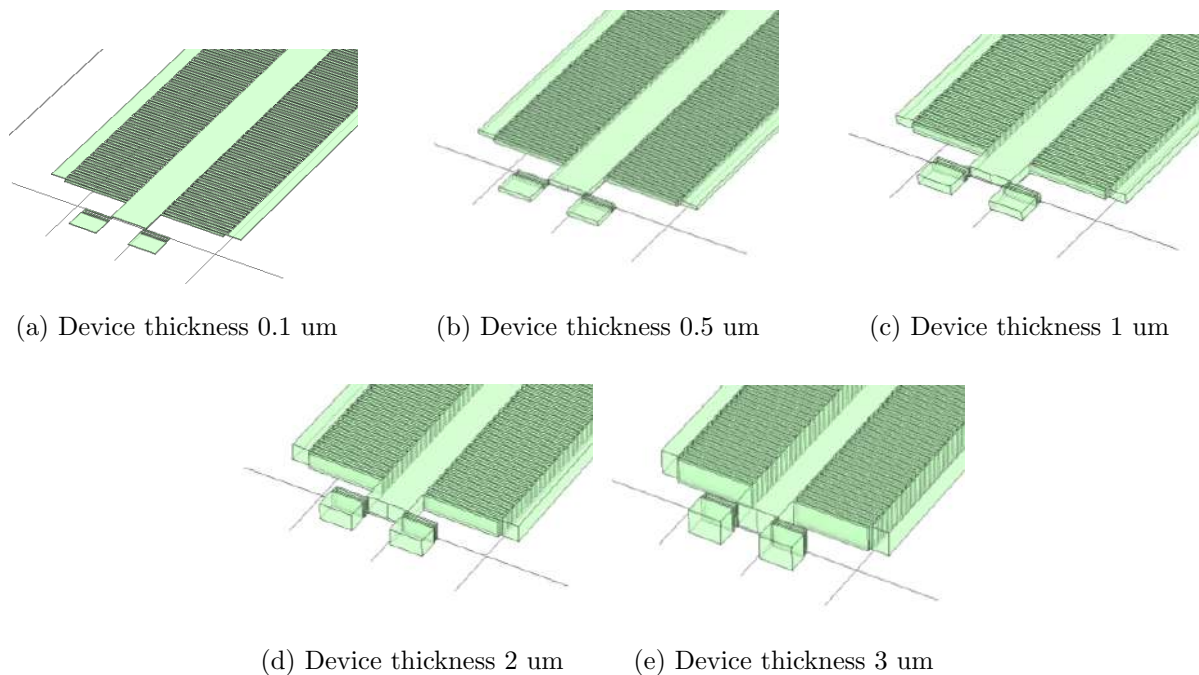 (a) Device thickness 0.1 um
(b) Device thickness 0.5 um
(c) Device thickness 1 um
(d) Device thickness 2 um
(e) Device thickness 3 um